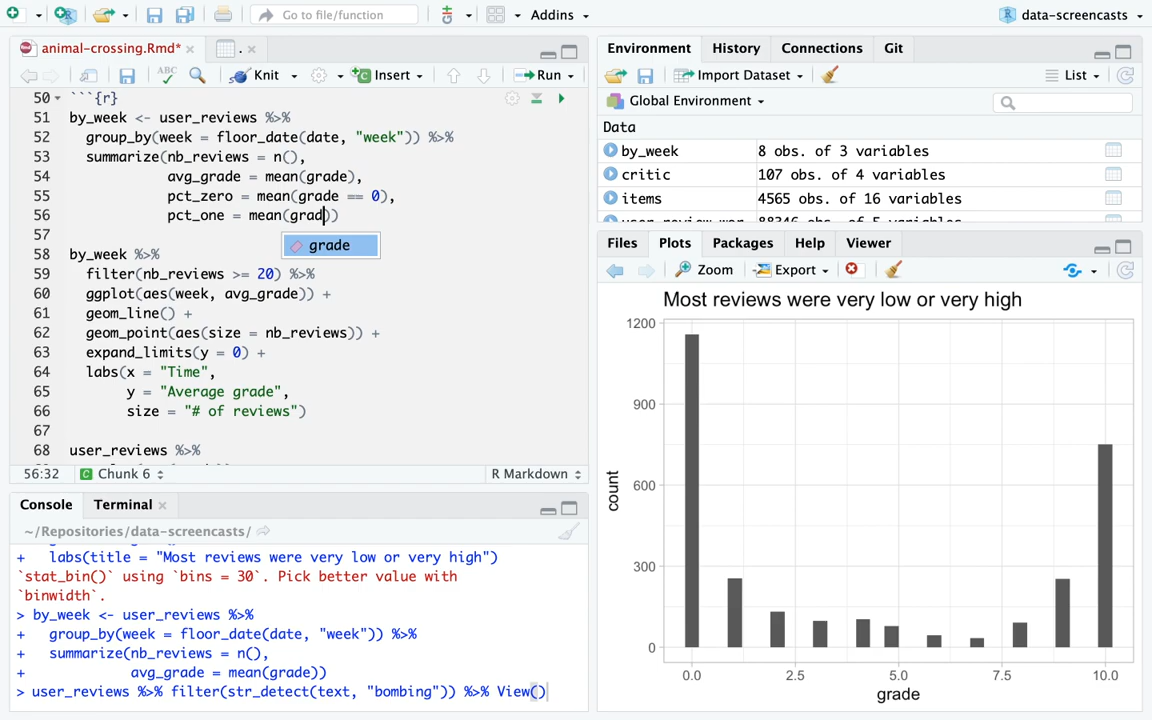 Go to file/function
Addins
data-screencasts
animal-crossing.Rmd*
.
ABC
Knit
Insert
Run
50 ```{r}
51 by_week <- user_reviews %>%
52 group_by(week = floor_date(date, "week")) %>%
53 summarize(nb_reviews = n(),
54 avg_grade = mean(grade),
55 pct_zero = mean(grade == 0),
56 pct_one = mean(grad))
57
grade
58 by_week %>%
59 filter(nb_reviews >= 20) %>%
60 ggplot(aes(week, avg_grade)) +
61 geom_line() +
62 geom_point(aes(size = nb_reviews)) +
63 expand_limits(y = 0) +
64 labs(x = "Time",
65 y = "Average grade",
66 size = "# of reviews")
67
68 user_reviews %>%
56:32 Chunk 6 R Markdown
Console Terminal
~/Repositories/data-screencasts/
+ labs(title = "Most reviews were very low or very high")
`stat_bin()` using `bins = 30`. Pick better value with
`binwidth`.
> by_week <- user_reviews %>%
+ group_by(week = floor_date(date, "week")) %>%
+ summarize(nb_reviews = n(),
+ avg_grade = mean(grade))
> user_reviews %>% filter(str_detect(text, "bombing")) %>% View()
Environment History Connections Git
Import Dataset List
Global Environment
Data
by_week 8 obs. of 3 variables
critic 107 obs. of 4 variables
items 4565 obs. of 16 variables
Files Plots Packages Help Viewer
Zoom Export
Most reviews were very low or very high
1200
900
600
300
0
count
0.0 2.5 5.0 7.5 10.0
grade